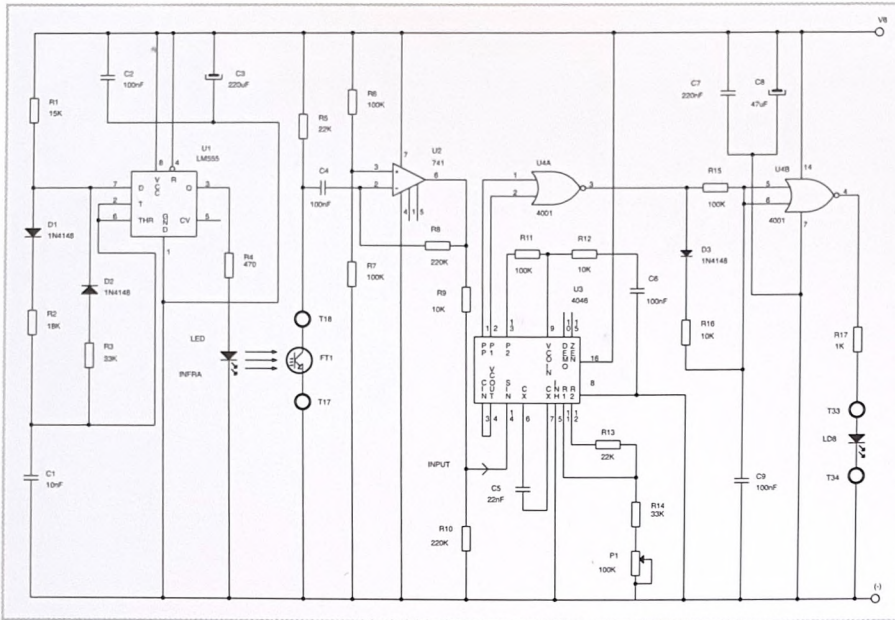 V6
C2
100nF
C3
220uF
R1
15K
U1
LM555
8
4
V
C
C
R
7
D
Q
3
2
T
6
THR
CV
5
G
N
D
1
D1
1N4148
D2
1N4148
R2
18K
R3
33K
R4
470
LED
INFRA
C1
10nF
R5
22K
T18
FT1
T17
C4
100nF
R6
100K
R7
100K
U2
741
7
3
2
6
4
1
5
R8
220K
R9
10K
R10
220K
INPUT
U4A
1
2
3
4001
R11
100K
R12
10K
U3
4046
C6
100nF
1
2
1
3
9
1
0
1
5
16
8
P
P
P
1
P
2
V
C
O
I
N
D
E
M
O
Z
E
N
C
I
N
V
C
O
U
T
S
I
N
C
X
C
X
I
N
H
R
1
R
2
3
4
1
4
6
7
5
1
1
1
2
C5
22nF
R13
22K
R14
33K
P1
100K
C7
220nF
C8
47uF
R15
100K
D3
1N4148
R16
10K
C9
100nF
U4B
14
5
6
4
4001
7
R17
1K
T33
LD8
T34
(-)